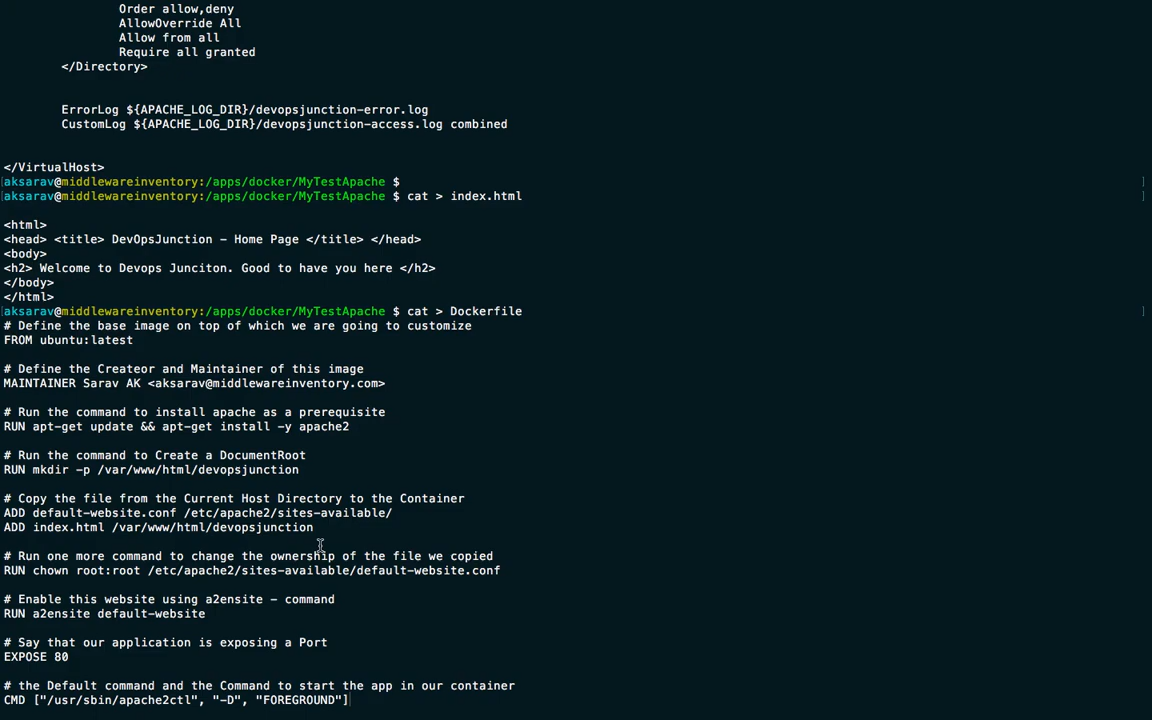 Order allow,deny
AllowOverride All
Allow from all
Require all granted
</Directory>
ErrorLog ${APACHE_LOG_DIR}/devopsjunction-error.log
CustomLog ${APACHE_LOG_DIR}/devopsjunction-access.log combined
</VirtualHost>
[aksarav@middlewareinventory:/apps/docker/MyTestApache $ ]
[aksarav@middlewareinventory:/apps/docker/MyTestApache $ cat > index.html ]
<html>
<head> <title> DevOpsJunction - Home Page </title> </head>
<body>
<h2> Welcome to Devops Junciton. Good to have you here </h2>
</body>
</html>
[aksarav@middlewareinventory:/apps/docker/MyTestApache $ cat > Dockerfile ]
# Define the base image on top of which we are going to customize
FROM ubuntu:latest
# Define the Createor and Maintainer of this image
MAINTAINER Sarav AK <aksarav@middlewareinventory.com>
# Run the command to install apache as a prerequisite
RUN apt-get update && apt-get install -y apache2
# Run the command to Create a DocumentRoot
RUN mkdir -p /var/www/html/devopsjunction
# Copy the file from the Current Host Directory to the Container
ADD default-website.conf /etc/apache2/sites-available/
ADD index.html /var/www/html/devopsjunction
# Run one more command to change the ownership of the file we copied
RUN chown root:root /etc/apache2/sites-available/default-website.conf
# Enable this website using a2ensite - command
RUN a2ensite default-website
# Say that our application is exposing a Port
EXPOSE 80
# the Default command and the Command to start the app in our container
CMD ["/usr/sbin/apache2ctl", "-D", "FOREGROUND"]